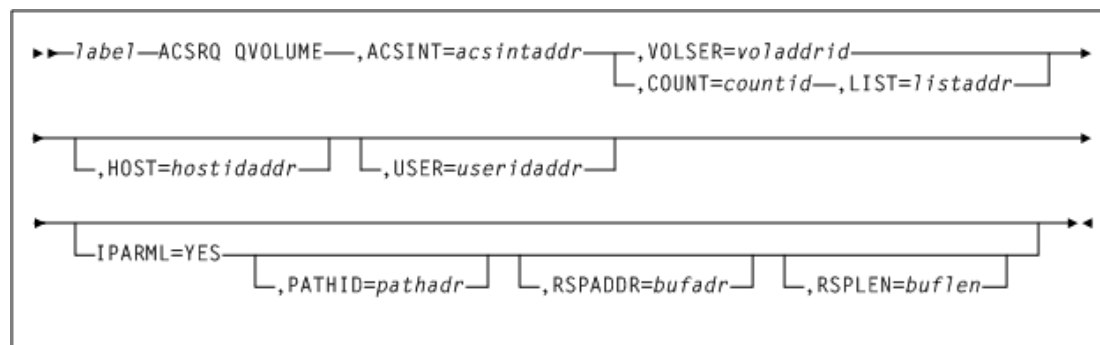 label ACSRQ QVOLUME ,ACSINT=acsintaddr ,VOLSER=voladdrid
,COUNT=countid ,LIST=listaddr
,HOST=hostidaddr ,USER=useridaddr
IPARML=YES
,PATHID=pathadr ,RSPADDR=bufadr ,RSPLEN=buflen